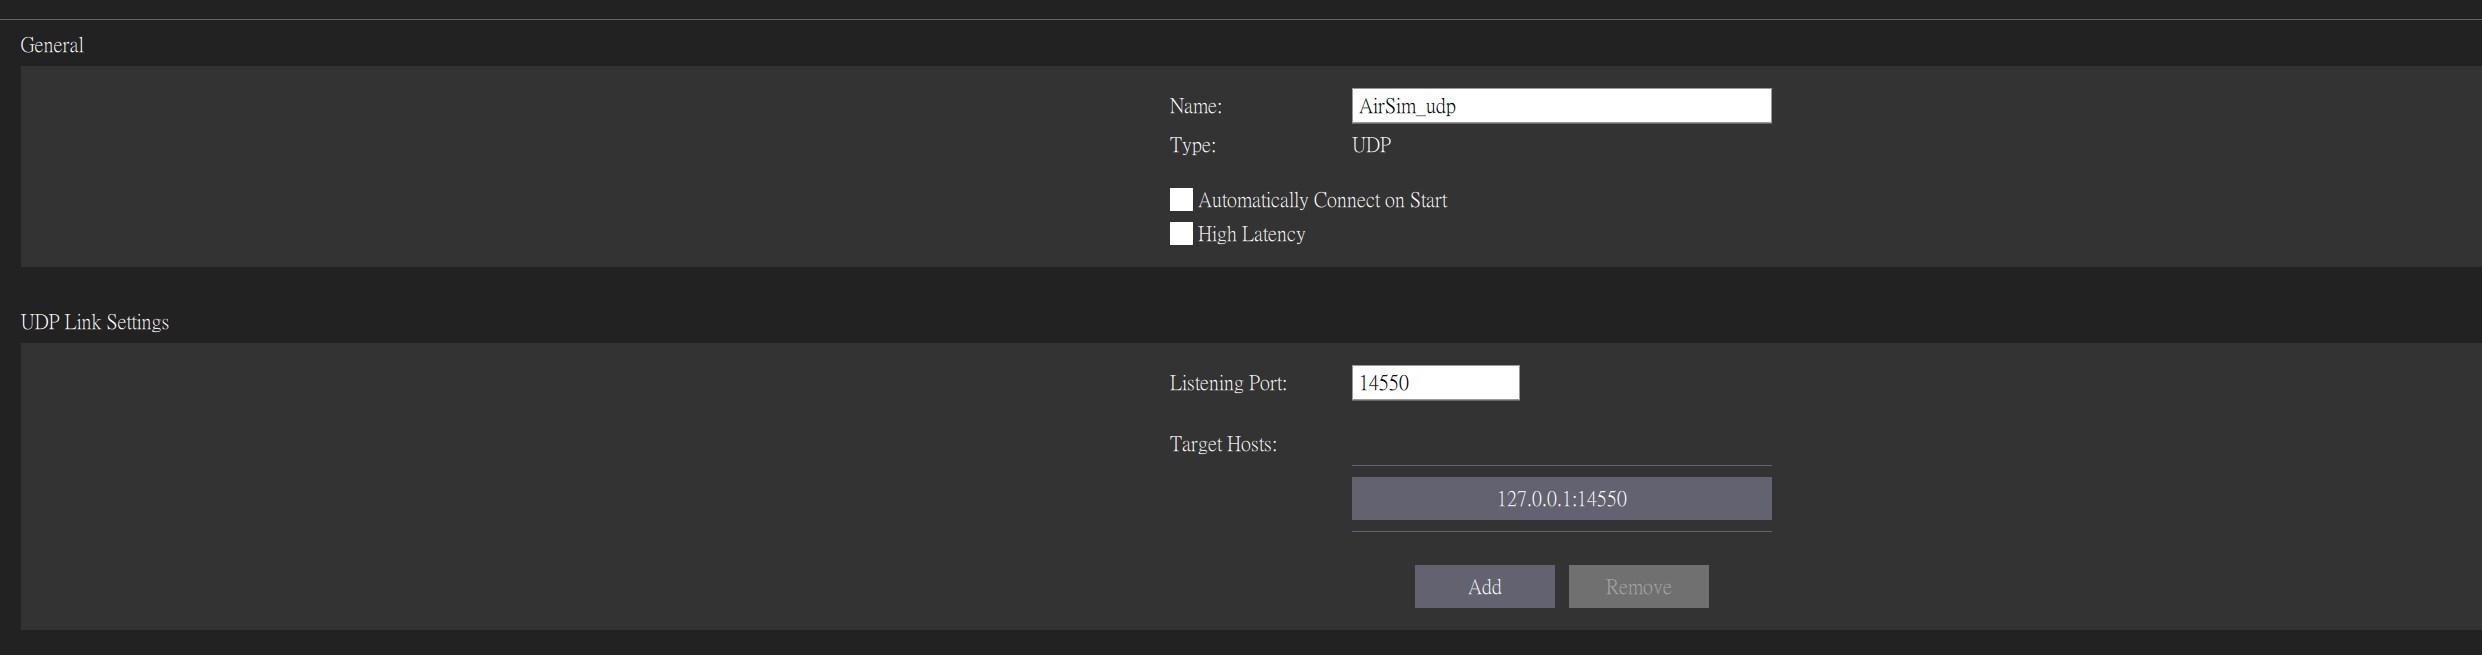 General
Name: AirSim_udp
Type: UDP
Automatically Connect on Start
High Latency
UDP Link Settings
Listening Port: 14550
Target Hosts:
127.0.0.1:14550
Add Remove